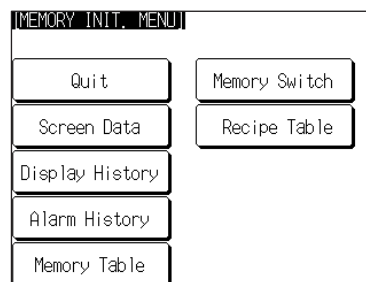 [MEMORY INIT. MENU]
Quit
Memory Switch
Screen Data
Recipe Table
Display History
Alarm History
Memory Table